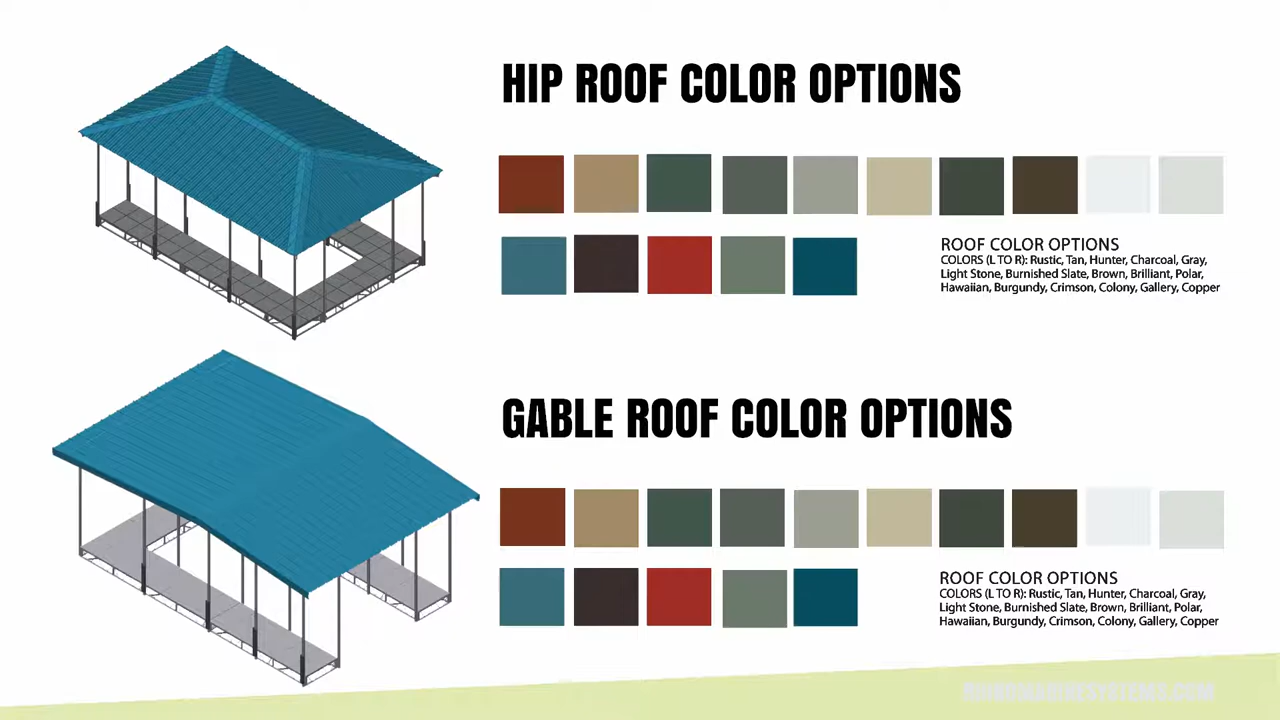 HIP ROOF COLOR OPTIONS
ROOF COLOR OPTIONS
COLORS (L TO R): Rustic, Tan, Hunter, Charcoal, Gray,
Light Stone, Burnished Slate, Brown, Brilliant, Polar,
Hawaiian, Burgundy, Crimson, Colony, Gallery, Copper
GABLE ROOF COLOR OPTIONS
ROOF COLOR OPTIONS
COLORS (L TO R): Rustic, Tan, Hunter, Charcoal, Gray,
Light Stone, Burnished Slate, Brown, Brilliant, Polar,
Hawaiian, Burgundy, Crimson, Colony, Gallery, Copper